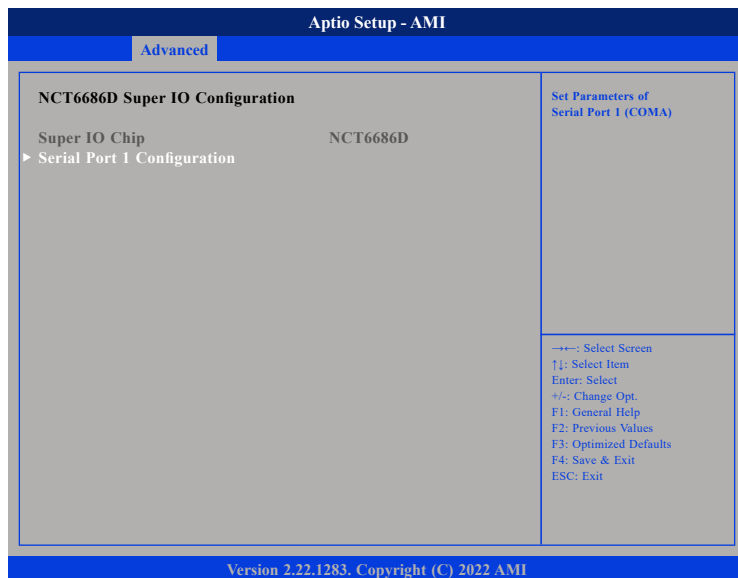 Aptio Setup - AMI
Advanced
NCT6686D Super IO Configuration
Super IO Chip NCT6686D
► Serial Port 1 Configuration
Set Parameters of
Serial Port 1 (COMA)
→←: Select Screen
↑↓: Select Item
Enter: Select
+/-: Change Opt.
F1: General Help
F2: Previous Values
F3: Optimized Defaults
F4: Save & Exit
ESC: Exit
Version 2.22.1283. Copyright (C) 2022 AMI